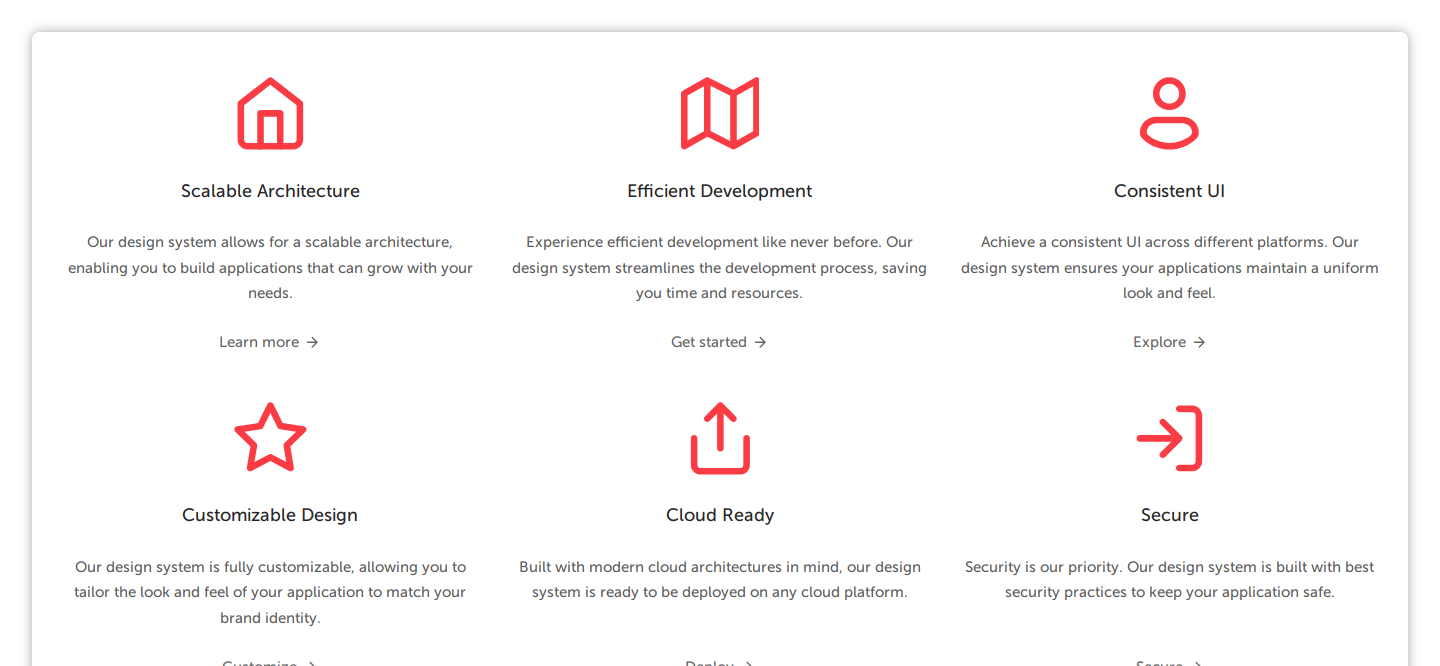 Scalable Architecture
Our design system allows for a scalable architecture,
enabling you to build applications that can grow with your
needs.
Learn more
Efficient Development
Experience efficient development like never before. Our
design system streamlines the development process, saving
you time and resources.
Get started
Consistent UI
Achieve a consistent UI across different platforms. Our
design system ensures your applications maintain a uniform
look and feel.
Explore
Customizable Design
Our design system is fully customizable, allowing you to
tailor the look and feel of your application to match your
brand identity.
Customize
Cloud Ready
Built with modern cloud architectures in mind, our design
system is ready to be deployed on any cloud platform.
Deploy
Secure
Security is our priority. Our design system is built with best
security practices to keep your application safe.
Secure